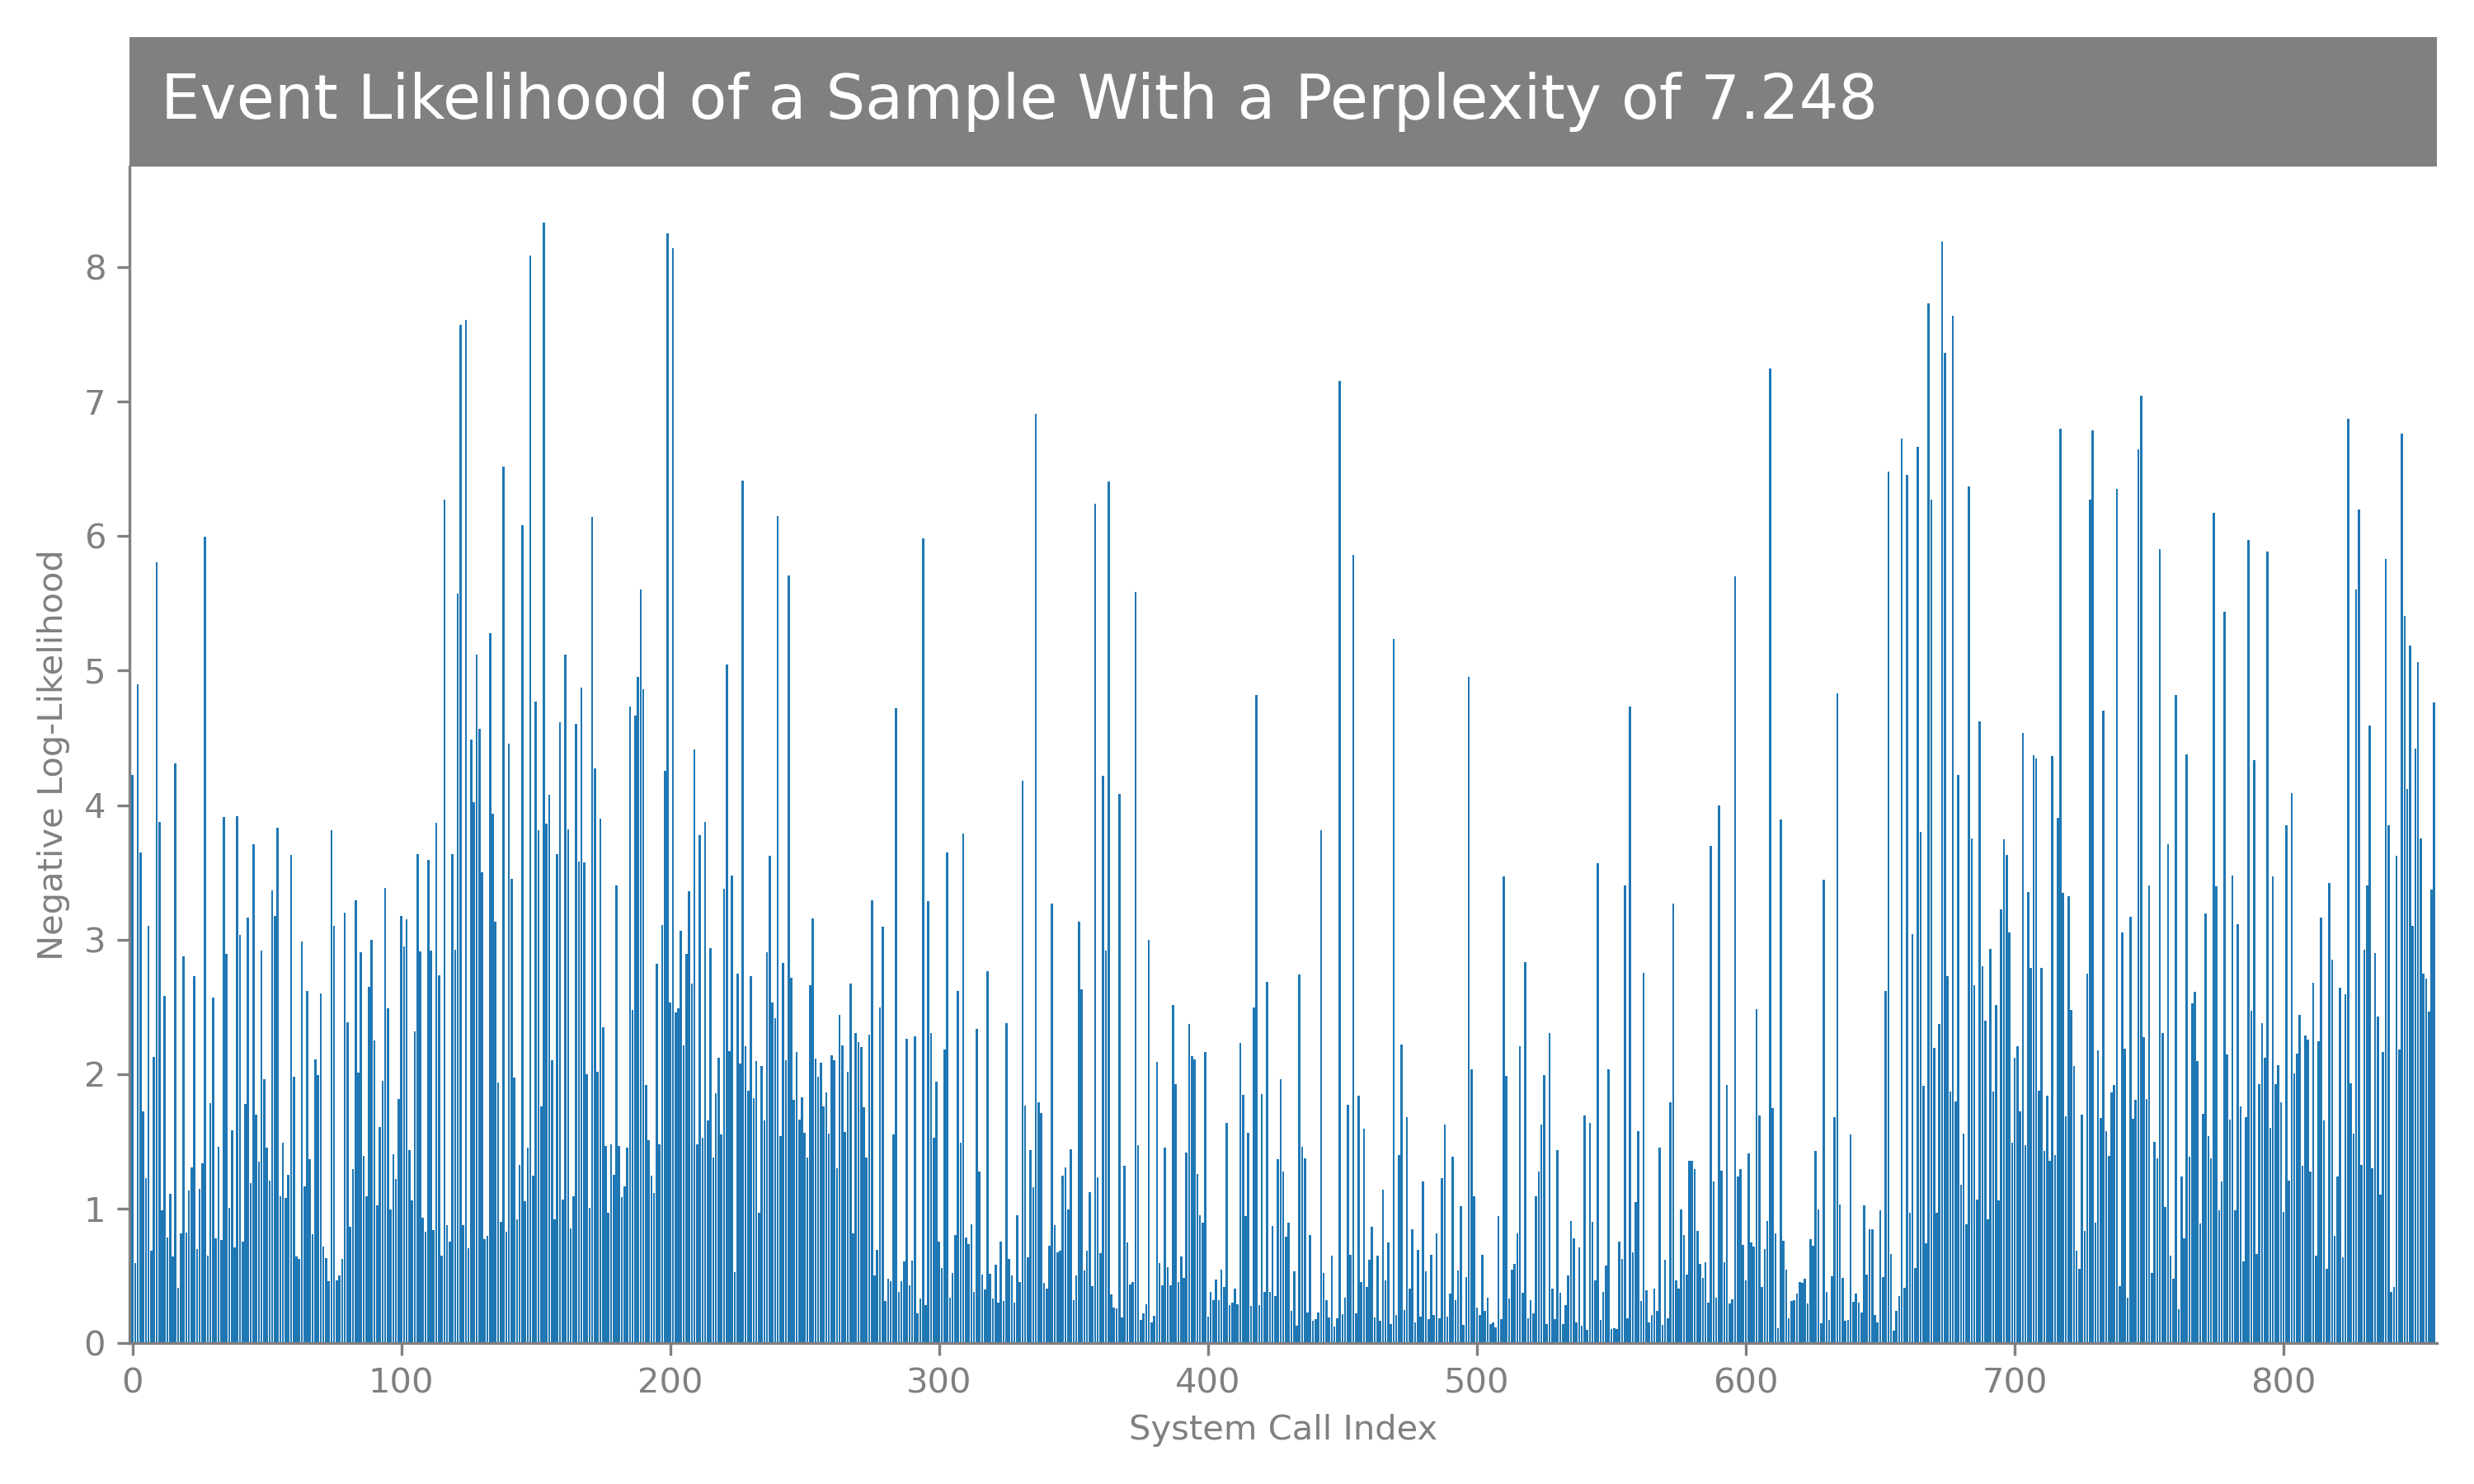 Event Likelihood of a Sample With a Perplexity of 7.248
8
7
6
5
4
3
2
1
0
Negative Log-Likelihood
0 100 200 300 400 500 600 700 800
System Call Index